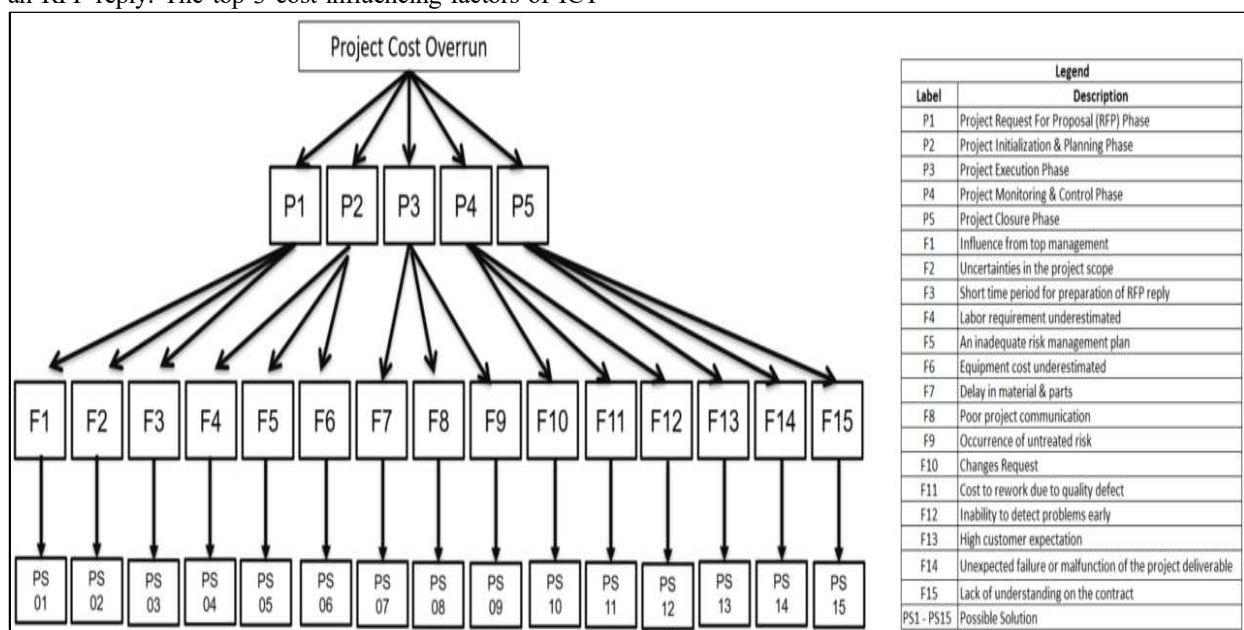 an RFP reply. The top 3 cost influencing factors of ICT
Project Cost Overrun
P1 P2 P3 P4 P5
F1 F2 F3 F4 F5 F6 F7 F8 F9 F10 F11 F12 F13 F14 F15
PS PS PS PS PS PS PS PS PS PS PS PS PS PS PS
01 02 03 04 05 06 07 08 09 10 11 12 13 14 15
Legend
Label Description
P1 Project Request For Proposal (RFP) Phase
P2 Project Initialization & Planning Phase
P3 Project Execution Phase
P4 Project Monitoring & Control Phase
P5 Project Closure Phase
F1 Influence from top management
F2 Uncertainties in the project scope
F3 Short time period for preparation of RFP reply
F4 Labor requirement underestimated
F5 An inadequate risk management plan
F6 Equipment cost underestimated
F7 Delay in material & parts
F8 Poor project communication
F9 Occurrence of untreated risk
F10 Changes Request
F11 Cost to rework due to quality defect
F12 Inability to detect problems early
F13 High customer expectation
F14 Unexpected failure or malfunction of the project deliverable
F15 Lack of understanding on the contract
PS1 - PS15 Possible Solution